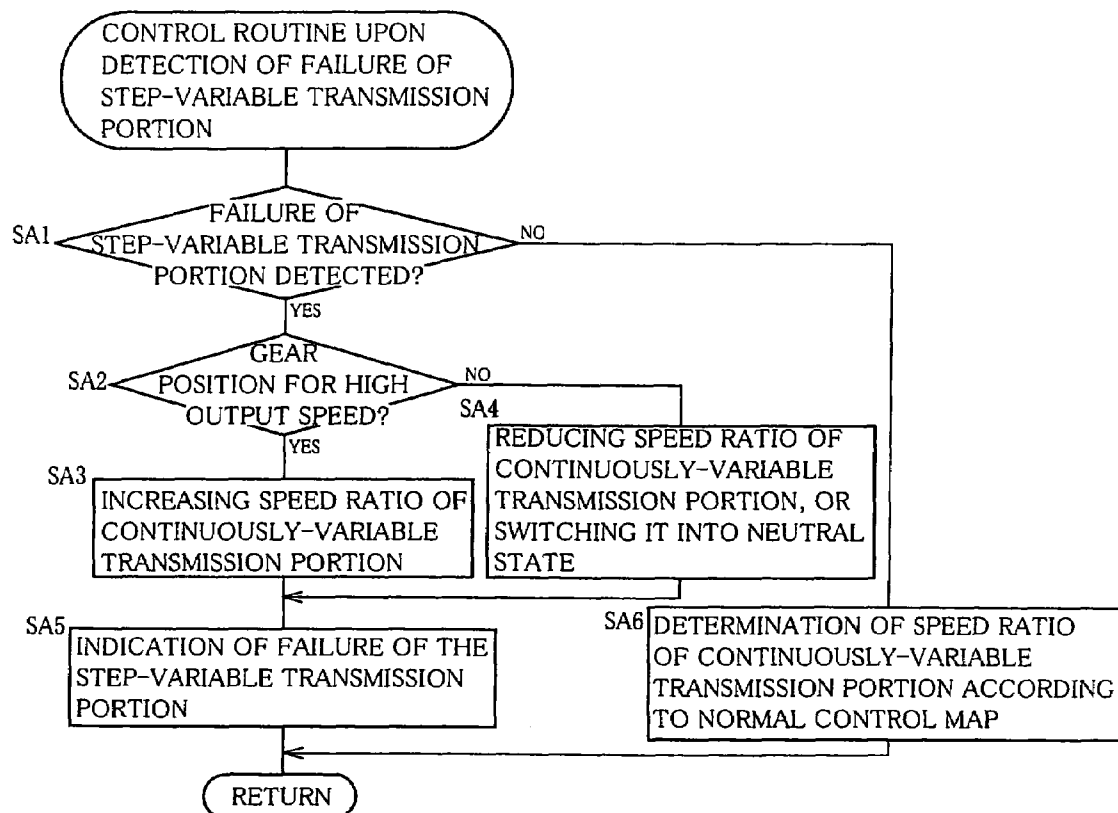 CONTROL ROUTINE UPON
DETECTION OF FAILURE OF
STEP-VARIABLE TRANSMISSION
PORTION
SA1
FAILURE OF
STEP-VARIABLE TRANSMISSION
PORTION DETECTED?
NO
YES
SA2
GEAR
POSITION FOR HIGH
OUTPUT SPEED?
NO
YES
SA4
REDUCING SPEED RATIO OF
CONTINUOUSLY-VARIABLE
TRANSMISSION PORTION, OR
SWITCHING IT INTO NEUTRAL
STATE
SA3
INCREASING SPEED RATIO OF
CONTINUOUSLY-VARIABLE
TRANSMISSION PORTION
SA5
INDICATION OF FAILURE OF THE
STEP-VARIABLE TRANSMISSION
PORTION
SA6
DETERMINATION OF SPEED RATIO
OF CONTINUOUSLY-VARIABLE
TRANSMISSION PORTION ACCORDING
TO NORMAL CONTROL MAP
RETURN